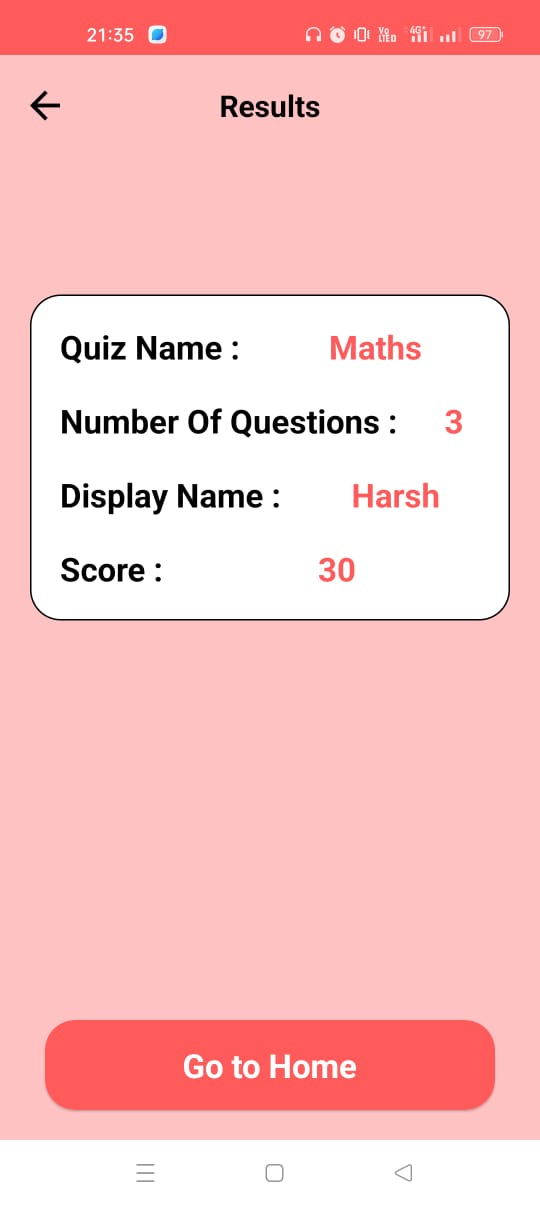 21:35 Vo LTE 4G+ 97
Results
Quiz Name : Maths
Number Of Questions : 3
Display Name : Harsh
Score : 30
Go to Home